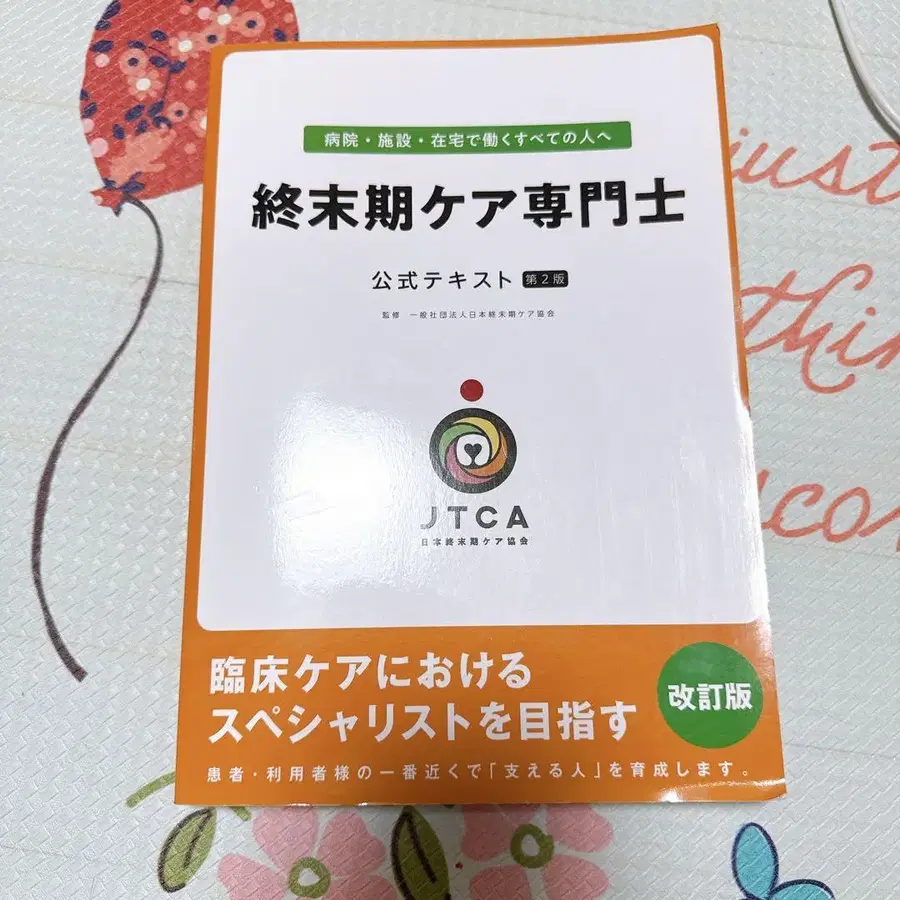 病院・施設・在宅で働くすべての人へ
終末期ケア専門士
公式テキスト 第2版
監修 一般社団法人日本終末期ケア協会
JTCA
日本終末期ケア協会
臨床ケアにおける
スペシャリストを目指す
改訂版
患者・利用者様の一番近くで「支える人」を育成します。
just